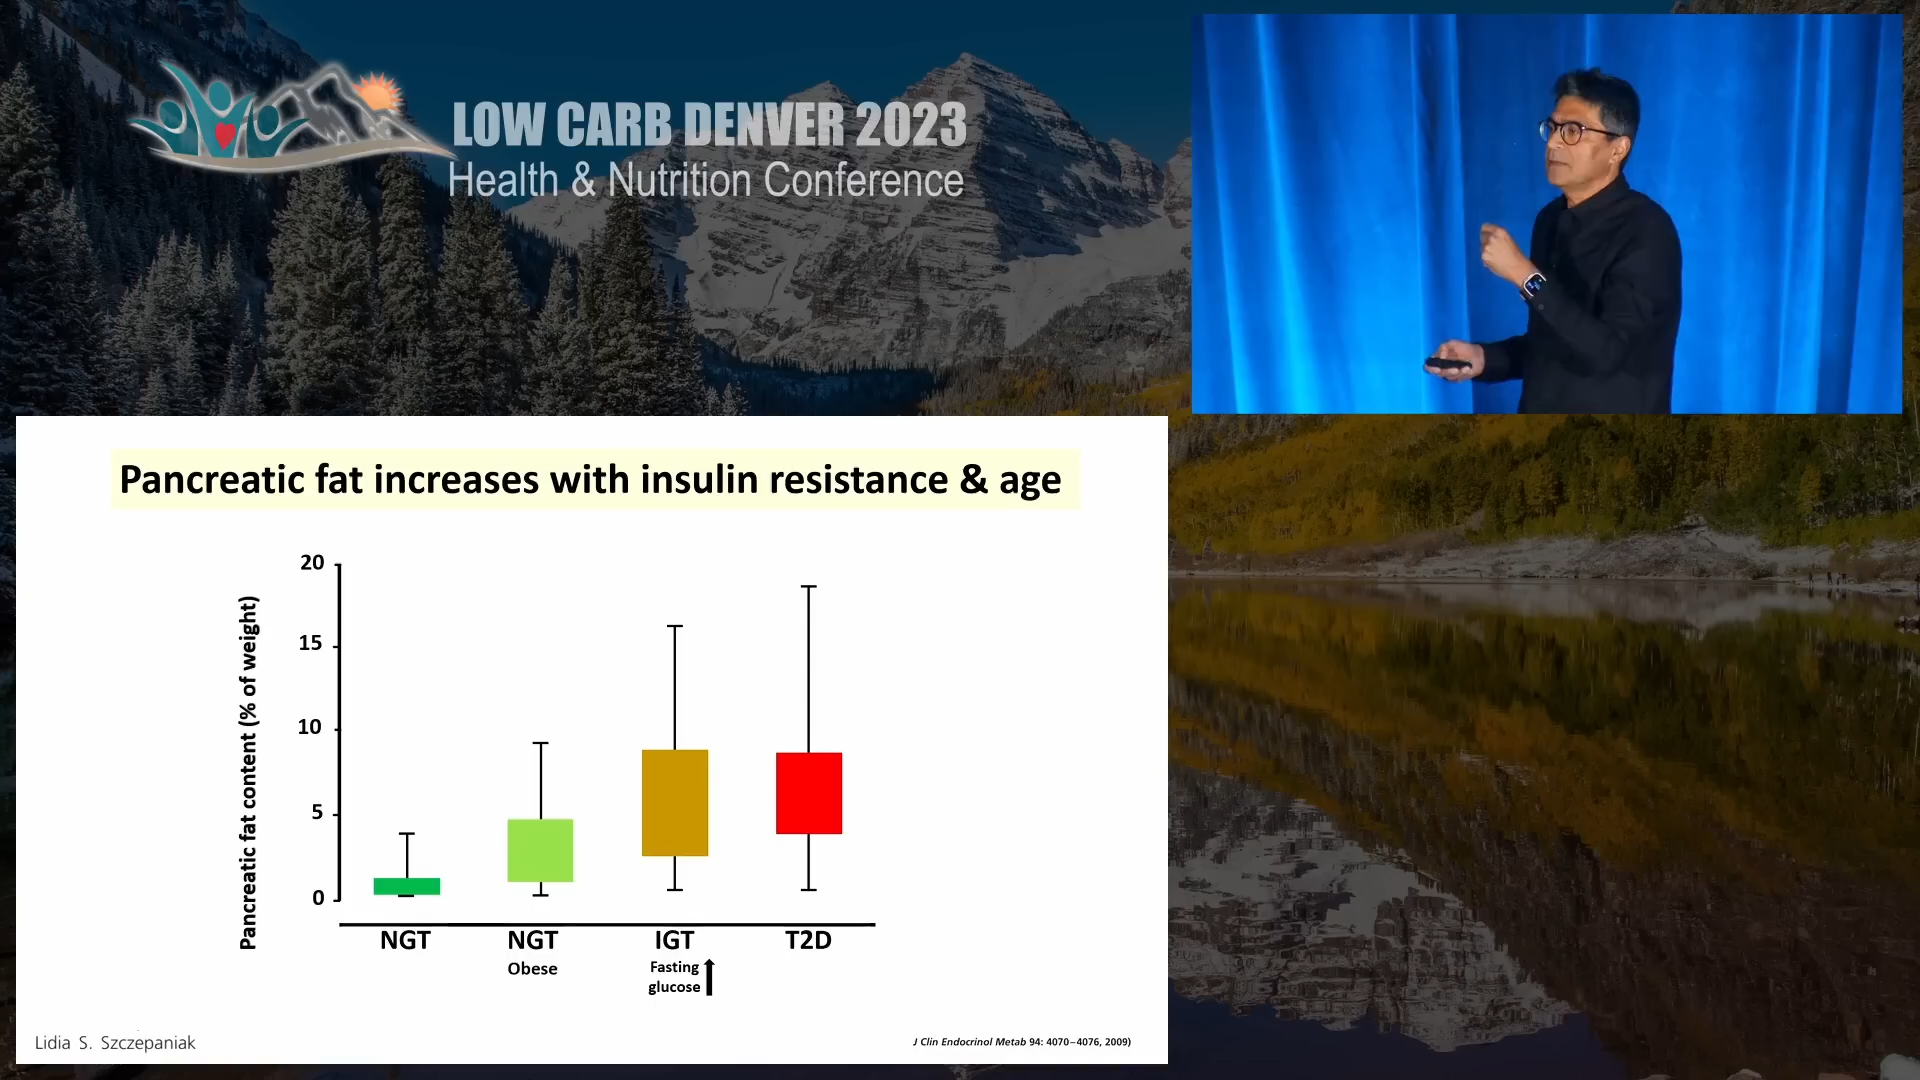 LOW CARB DENVER 2023
Health & Nutrition Conference
Pancreatic fat increases with insulin resistance & age
Pancreatic fat content (% of weight)
20
15
10
5
0
NGT
NGT
IGT
T2D
Obese
Fasting
glucose
Lidia S. Szczepaniak
J Clin Endocrinol Metab 94: 4070–4076, 2009)